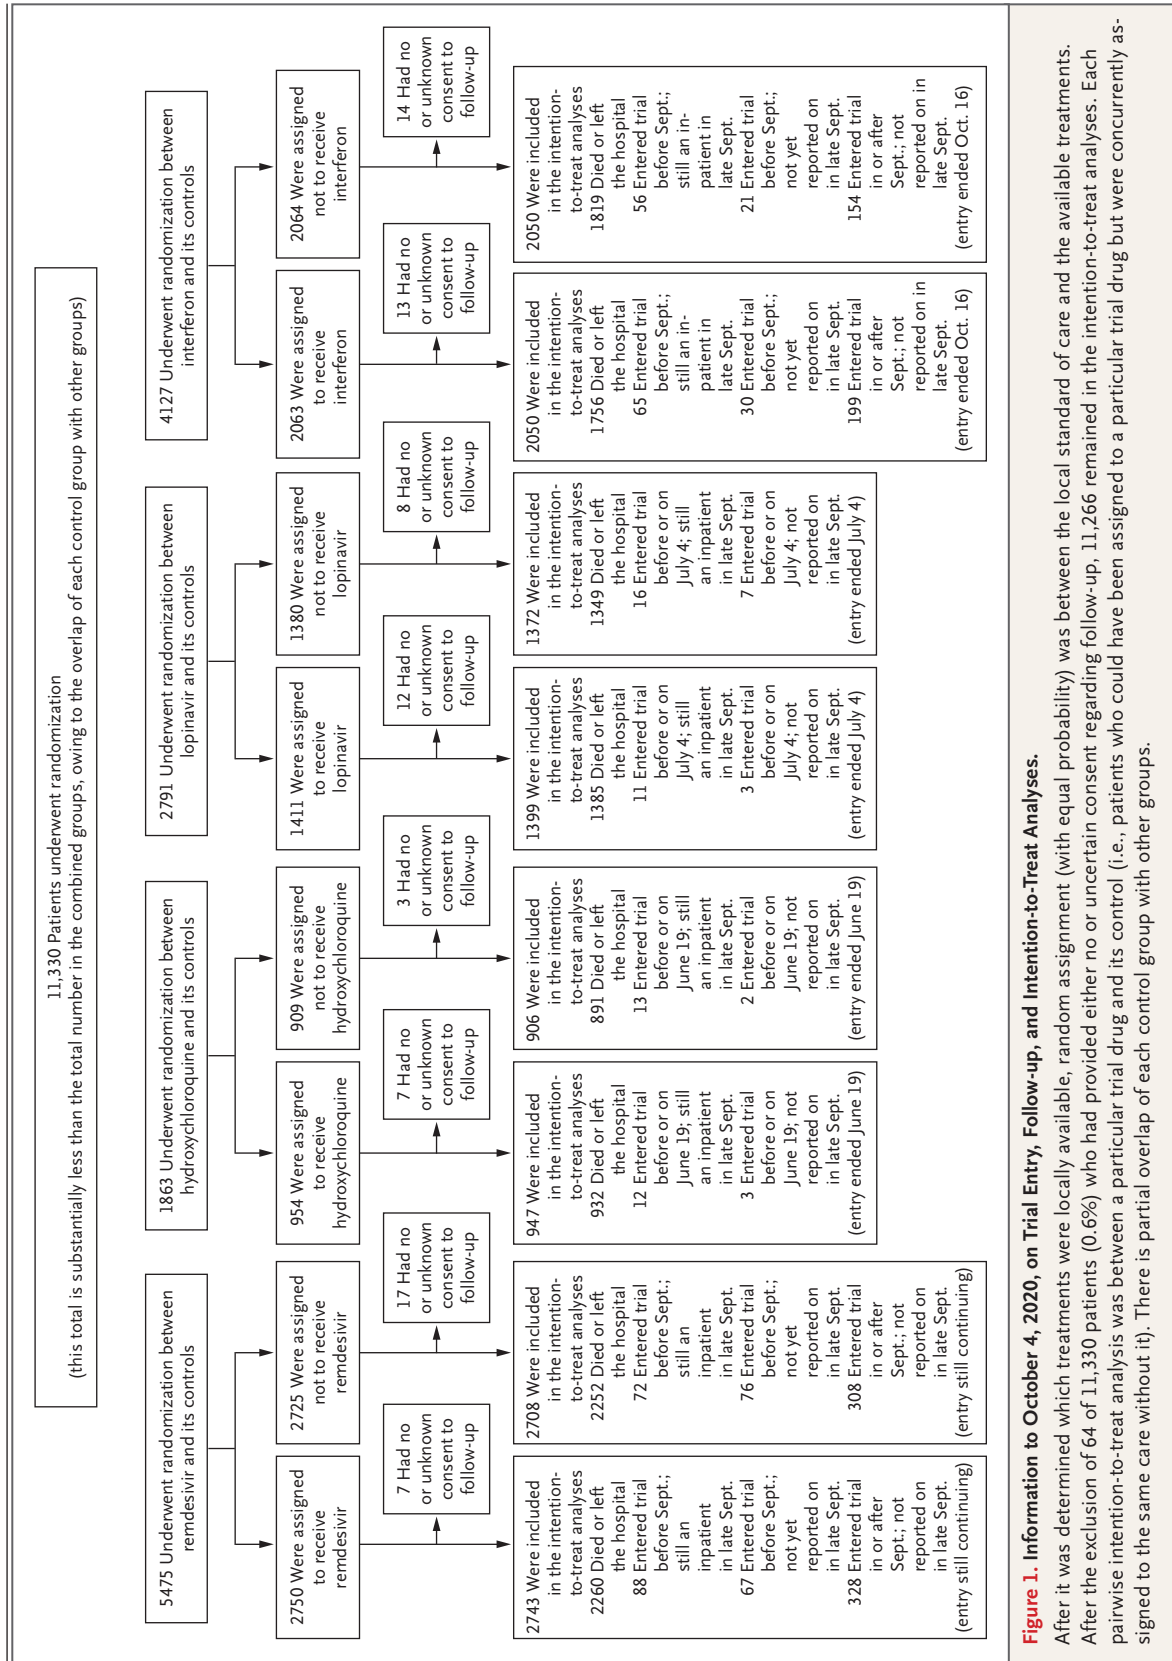 11,330 Patients underwent randomization
(this total is substantially less than the total number in the combined groups, owing to the overlap of each control group with other groups)
5475 Underwent randomization between
remdesivir and its controls
2750 Were assigned
to receive
remdesivir
7 Had no
or unknown
consent to
follow-up
2743 Were included
in the intention-
to-treat analyses
2260 Died or left
the hospital
88 Entered trial
before Sept.;
still an
inpatient
in late Sept.
67 Entered trial
before Sept.;
not yet
reported on
in late Sept.
328 Entered trial
in or after
Sept.; not
reported on
in late Sept.
(entry still continuing)
2725 Were assigned
not to receive
remdesivir
17 Had no
or unknown
consent to
follow-up
2708 Were included
in the intention-
to-treat analyses
2252 Died or left
the hospital
72 Entered trial
before Sept.;
still an
inpatient
in late Sept.
76 Entered trial
before Sept.;
not yet
reported on
in late Sept.
308 Entered trial
in or after
Sept.; not
reported on
in late Sept.
(entry still continuing)
1863 Underwent randomization between
hydroxychloroquine and its controls
954 Were assigned
to receive
hydroxychloroquine
7 Had no
or unknown
consent to
follow-up
947 Were included
in the intention-
to-treat analyses
932 Died or left
the hospital
12 Entered trial
before or on
June 19; still
an inpatient
in late Sept.
3 Entered trial
before or on
June 19; not
reported on
in late Sept.
(entry ended June 19)
909 Were assigned
not to receive
hydroxychloroquine
3 Had no
or unknown
consent to
follow-up
906 Were included
in the intention-
to-treat analyses
891 Died or left
the hospital
13 Entered trial
before or on
June 19; still
an inpatient
in late Sept.
2 Entered trial
before or on
June 19; not
reported on
in late Sept.
(entry ended June 19)
2791 Underwent randomization between
lopinavir and its controls
1411 Were assigned
to receive
lopinavir
12 Had no
or unknown
consent to
follow-up
1399 Were included
in the intention-
to-treat analyses
1385 Died or left
the hospital
11 Entered trial
before or on
July 4; still
an inpatient
in late Sept.
3 Entered trial
before or on
July 4; not
reported on
in late Sept.
(entry ended July 4)
1380 Were assigned
not to receive
lopinavir
8 Had no
or unknown
consent to
follow-up
1372 Were included
in the intention-
to-treat analyses
1349 Died or left
the hospital
16 Entered trial
before or on
July 4; still
an inpatient
in late Sept.
7 Entered trial
before or on
July 4; not
reported on
in late Sept.
(entry ended July 4)
4127 Underwent randomization between
interferon and its controls
2063 Were assigned
to receive
interferon
13 Had no
or unknown
consent to
follow-up
2050 Were included
in the intention-
to-treat analyses
1756 Died or left
the hospital
65 Entered trial
before Sept.;
still an in-
patient in
late Sept.
30 Entered trial
before Sept.;
not yet
reported on
in late Sept.
199 Entered trial
in or after
Sept.; not
reported on in
late Sept.
(entry ended Oct. 16)
2064 Were assigned
not to receive
interferon
14 Had no
or unknown
consent to
follow-up
2050 Were included
in the intention-
to-treat analyses
1819 Died or left
the hospital
56 Entered trial
before Sept.;
still an in-
patient in
late Sept.
21 Entered trial
before Sept.;
not yet
reported on
in late Sept.
154 Entered trial
in or after
Sept.; not
reported on in
late Sept.
(entry ended Oct. 16)
Figure 1. Information to October 4, 2020, on Trial Entry, Follow-up, and Intention-to-Treat Analyses.
After it was determined which treatments were locally available, random assignment (with equal probability) was between the local standard of care and the available treatments.
After the exclusion of 64 of 11,330 patients (0.6%) who had provided either no or uncertain consent regarding follow-up, 11,266 remained in the intention-to-treat analyses. Each
pairwise intention-to-treat analysis was between a particular trial drug and its control (i.e., patients who could have been assigned to a particular trial drug but were concurrently as-
signed to the same care without it). There is partial overlap of each control group with other groups.